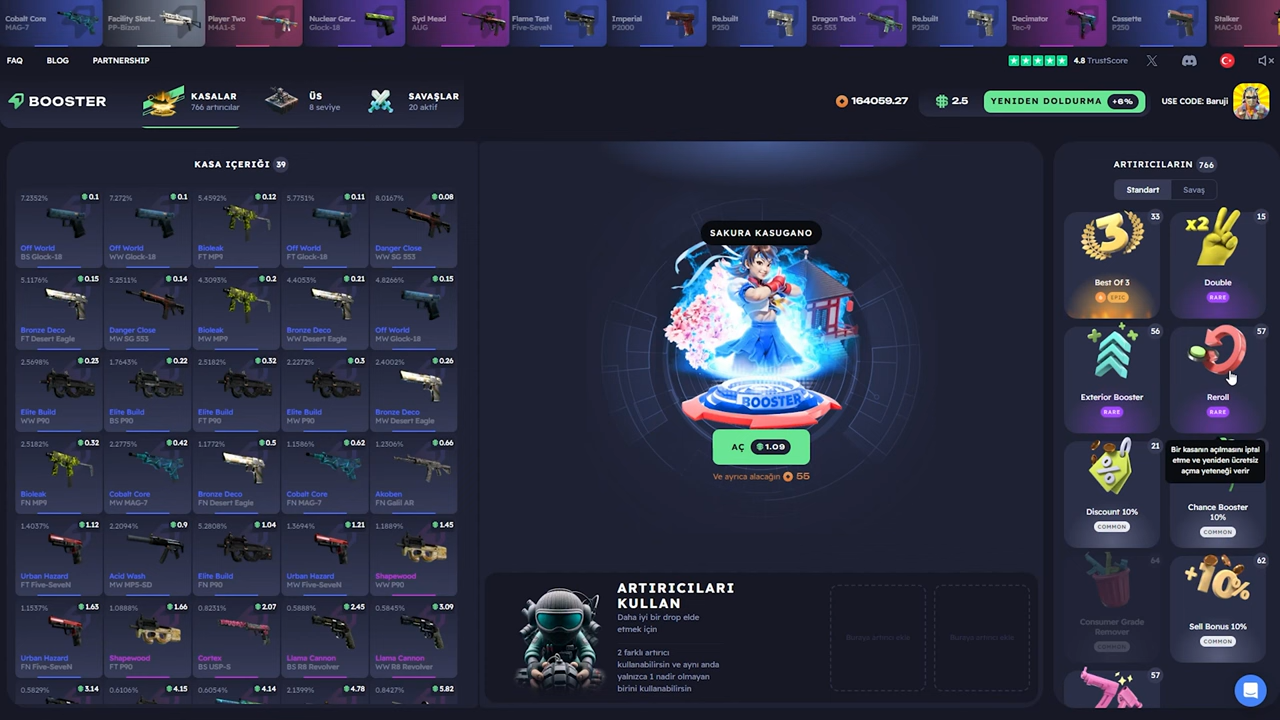 Cobalt Core
MAG-7
Facility Sket...
PP-Bizon
Player Two
M4A1-S
Nuclear Gar...
Glock-18
Syd Mead
AUG
Flame Test
Five-SeveN
Imperial
P2000
Re.built
P250
Dragon Tech
SG 553
Re.built
P250
Decimator
Tec-9
Cassette
P250
Stalker
MAC-10
FAQ
BLOG
PARTNERSHIP
4.8 TrustScore
BOOSTER
KASALAR
766 artırıcılar
ÜS
8 seviye
SAVAŞLAR
20 aktif
164059.27
2.5
YENİDEN DOLDURMA +6%
USE CODE: Baruji
KASA IÇERIĞI 39
7.2352% 0.1
Off World
BS Glock-18
7.272% 0.1
Off World
WW Glock-18
5.4592% 0.12
Bioleak
FT MP9
5.7751% 0.11
Off World
FT Glock-18
8.0167% 0.08
Danger Close
WW SG 553
5.1176% 0.15
Bronze Deco
FT Desert Eagle
5.2511% 0.14
Danger Close
MW SG 553
4.3093% 0.2
Bioleak
MW MP9
4.4053% 0.21
Bronze Deco
WW Desert Eagle
4.8266% 0.15
Off World
MW Glock-18
2.5698% 0.23
Elite Build
WW P90
1.7643% 0.22
Elite Build
BS P90
2.5182% 0.32
Elite Build
FT P90
2.2272% 0.3
Elite Build
MW P90
2.4002% 0.26
Bronze Deco
MW Desert Eagle
2.5182% 0.32
Bioleak
FN MP9
2.2775% 0.42
Cobalt Core
MW MAG-7
1.1772% 0.5
Bronze Deco
FN Desert Eagle
1.1586% 0.62
Cobalt Core
FN MAG-7
1.2306% 0.66
Akoben
FN Galil AR
1.4037% 1.12
Urban Hazard
FT Five-SeveN
2.2094% 0.9
Acid Wash
MW MP5-SD
5.2808% 1.04
Elite Build
FN P90
1.3694% 1.21
Urban Hazard
MW Five-SeveN
1.1889% 1.45
Shapewood
WW P90
1.1537% 1.63
Urban Hazard
FN Five-SeveN
1.0888% 1.66
Shapewood
FT P90
0.8231% 2.07
Cortex
BS USP-S
0.5888% 2.45
Llama Cannon
BS R8 Revolver
0.5845% 3.09
Llama Cannon
WW R8 Revolver
0.5829% 3.14
0.6106% 4.15
0.6054% 4.14
2.1399% 4.78
0.8427% 5.82
SAKURA KASUGANO
BOOSTER
AÇ 1.09
Ve ayrıca alacağın 55
ARTIRICILARI
KULLAN
Daha iyi bir drop elde
etmek için
2 farklı artırıcı
kullanabilirsin ve aynı anda
yalnızca 1 nadir olmayan
birini kullanabilirsin
ARTIRICILARIN 766
Standart
Savaş
33
3
Best Of 3
EPIC
15
x2
Double
RARE
56
Exterior Booster
RARE
57
Reroll
RARE
Bir kasanın açılmasını iptal
etme ve yeniden ücretsiz
açma yeteneği verir
21
%
Discount 10%
COMMON
Chance Booster
10%
COMMON
64
Consumer Grade
Remover
COMMON
62
+10%
Sell Bonus 10%
COMMON
57